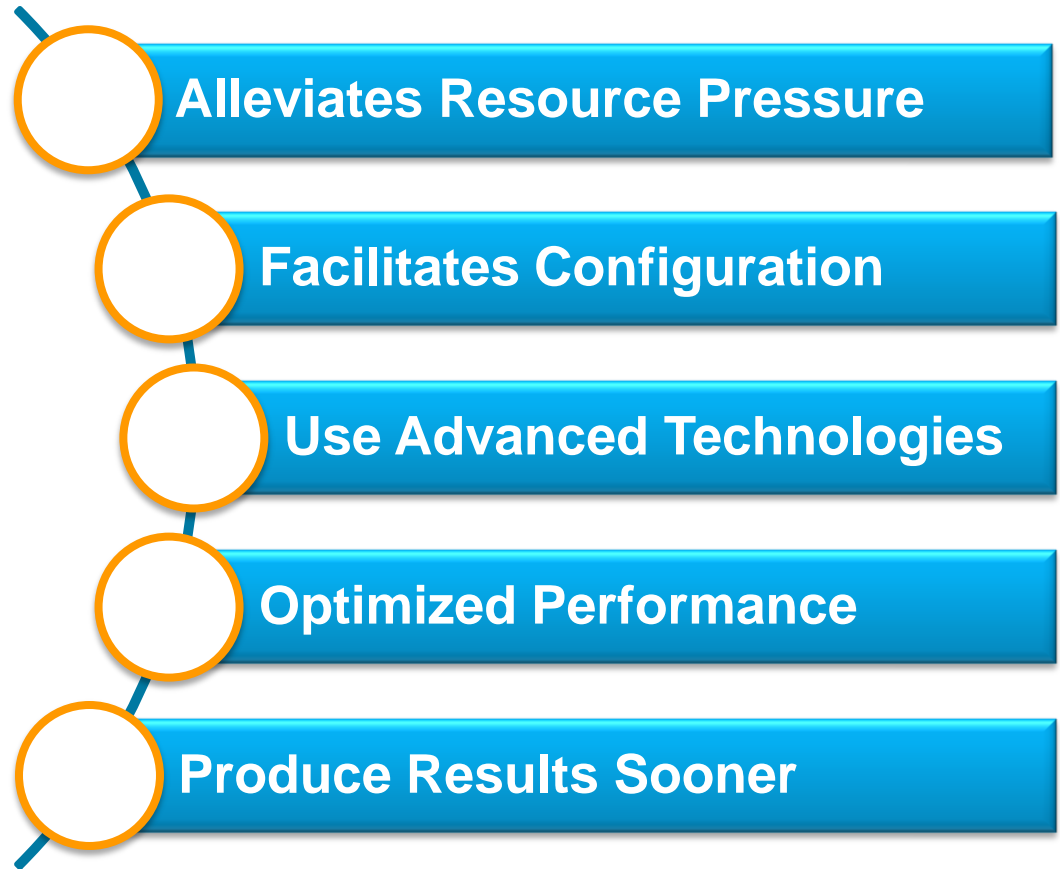 Alleviates Resource Pressure
Facilitates Configuration
Use Advanced Technologies
Optimized Performance
Produce Results Sooner